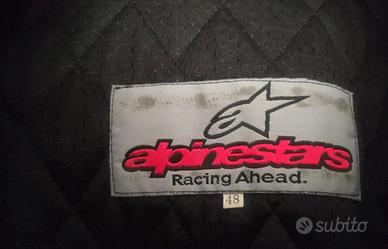 alpinestars
Racing Ahead.
48
subito